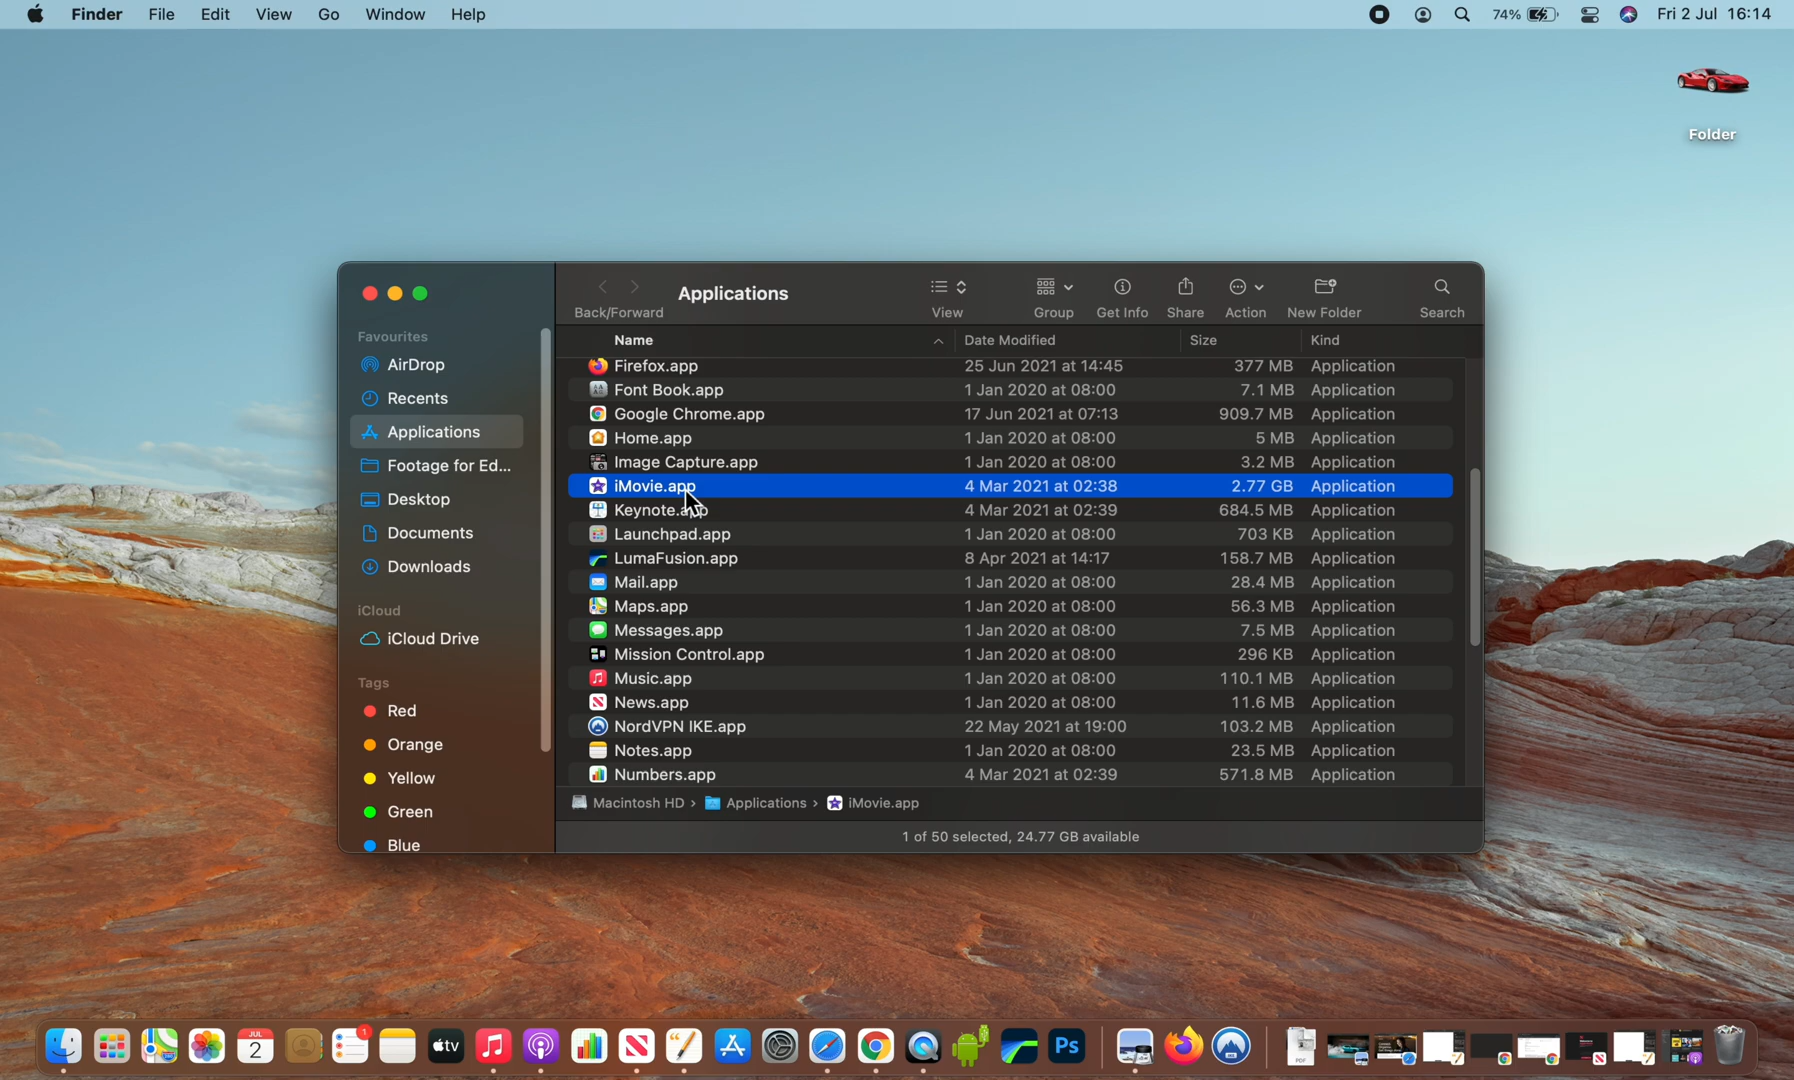 Finder File Edit View Go Window Help 74% Fri 2 Jul 16:14
Folder
Applications
Back/Forward View Group Get Info Share Action New Folder Search
Favourites
AirDrop
Recents
Applications
Footage for Ed...
Desktop
Documents
Downloads
iCloud
iCloud Drive
Tags
Red
Orange
Yellow
Green
Blue
Name Date Modified Size Kind
Firefox.app 25 Jun 2021 at 14:45 377 MB Application
Font Book.app 1 Jan 2020 at 08:00 7.1 MB Application
Google Chrome.app 17 Jun 2021 at 07:13 909.7 MB Application
Home.app 1 Jan 2020 at 08:00 5 MB Application
Image Capture.app 1 Jan 2020 at 08:00 3.2 MB Application
iMovie.app 4 Mar 2021 at 02:38 2.77 GB Application
Keynote.app 4 Mar 2021 at 02:39 684.5 MB Application
Launchpad.app 1 Jan 2020 at 08:00 703 KB Application
LumaFusion.app 8 Apr 2021 at 14:17 158.7 MB Application
Mail.app 1 Jan 2020 at 08:00 28.4 MB Application
Maps.app 1 Jan 2020 at 08:00 56.3 MB Application
Messages.app 1 Jan 2020 at 08:00 7.5 MB Application
Mission Control.app 1 Jan 2020 at 08:00 296 KB Application
Music.app 1 Jan 2020 at 08:00 110.1 MB Application
News.app 1 Jan 2020 at 08:00 11.6 MB Application
NordVPN IKE.app 22 May 2021 at 19:00 103.2 MB Application
Notes.app 1 Jan 2020 at 08:00 23.5 MB Application
Numbers.app 4 Mar 2021 at 02:39 571.8 MB Application
Macintosh HD › Applications › iMovie.app
1 of 50 selected, 24.77 GB available
JUL
2
1
tv
Ps
PDF